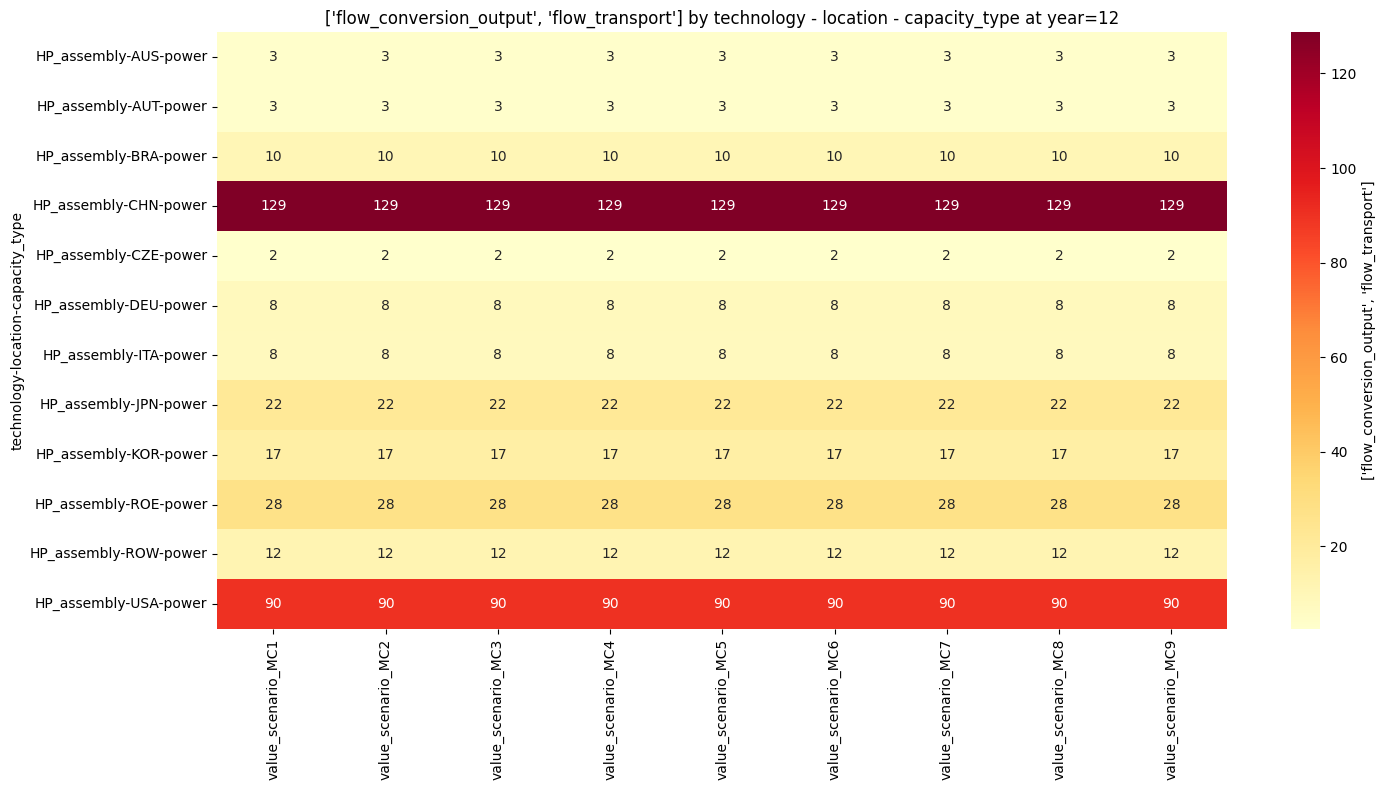 ['flow_conversion_output', 'flow_transport'] by technology - location - capacity_type at year=12
technology-location-capacity_type
HP_assembly-AUS-power 3 3 3 3 3 3 3 3 3
HP_assembly-AUT-power 3 3 3 3 3 3 3 3 3
HP_assembly-BRA-power 10 10 10 10 10 10 10 10 10
HP_assembly-CHN-power 129 129 129 129 129 129 129 129 129
HP_assembly-CZE-power 2 2 2 2 2 2 2 2 2
HP_assembly-DEU-power 8 8 8 8 8 8 8 8 8
HP_assembly-ITA-power 8 8 8 8 8 8 8 8 8
HP_assembly-JPN-power 22 22 22 22 22 22 22 22 22
HP_assembly-KOR-power 17 17 17 17 17 17 17 17 17
HP_assembly-ROE-power 28 28 28 28 28 28 28 28 28
HP_assembly-ROW-power 12 12 12 12 12 12 12 12 12
HP_assembly-USA-power 90 90 90 90 90 90 90 90 90
value_scenario_MC1
value_scenario_MC2
value_scenario_MC3
value_scenario_MC4
value_scenario_MC5
value_scenario_MC6
value_scenario_MC7
value_scenario_MC8
value_scenario_MC9
120
100
80
60
40
20
['flow_conversion_output', 'flow_transport']